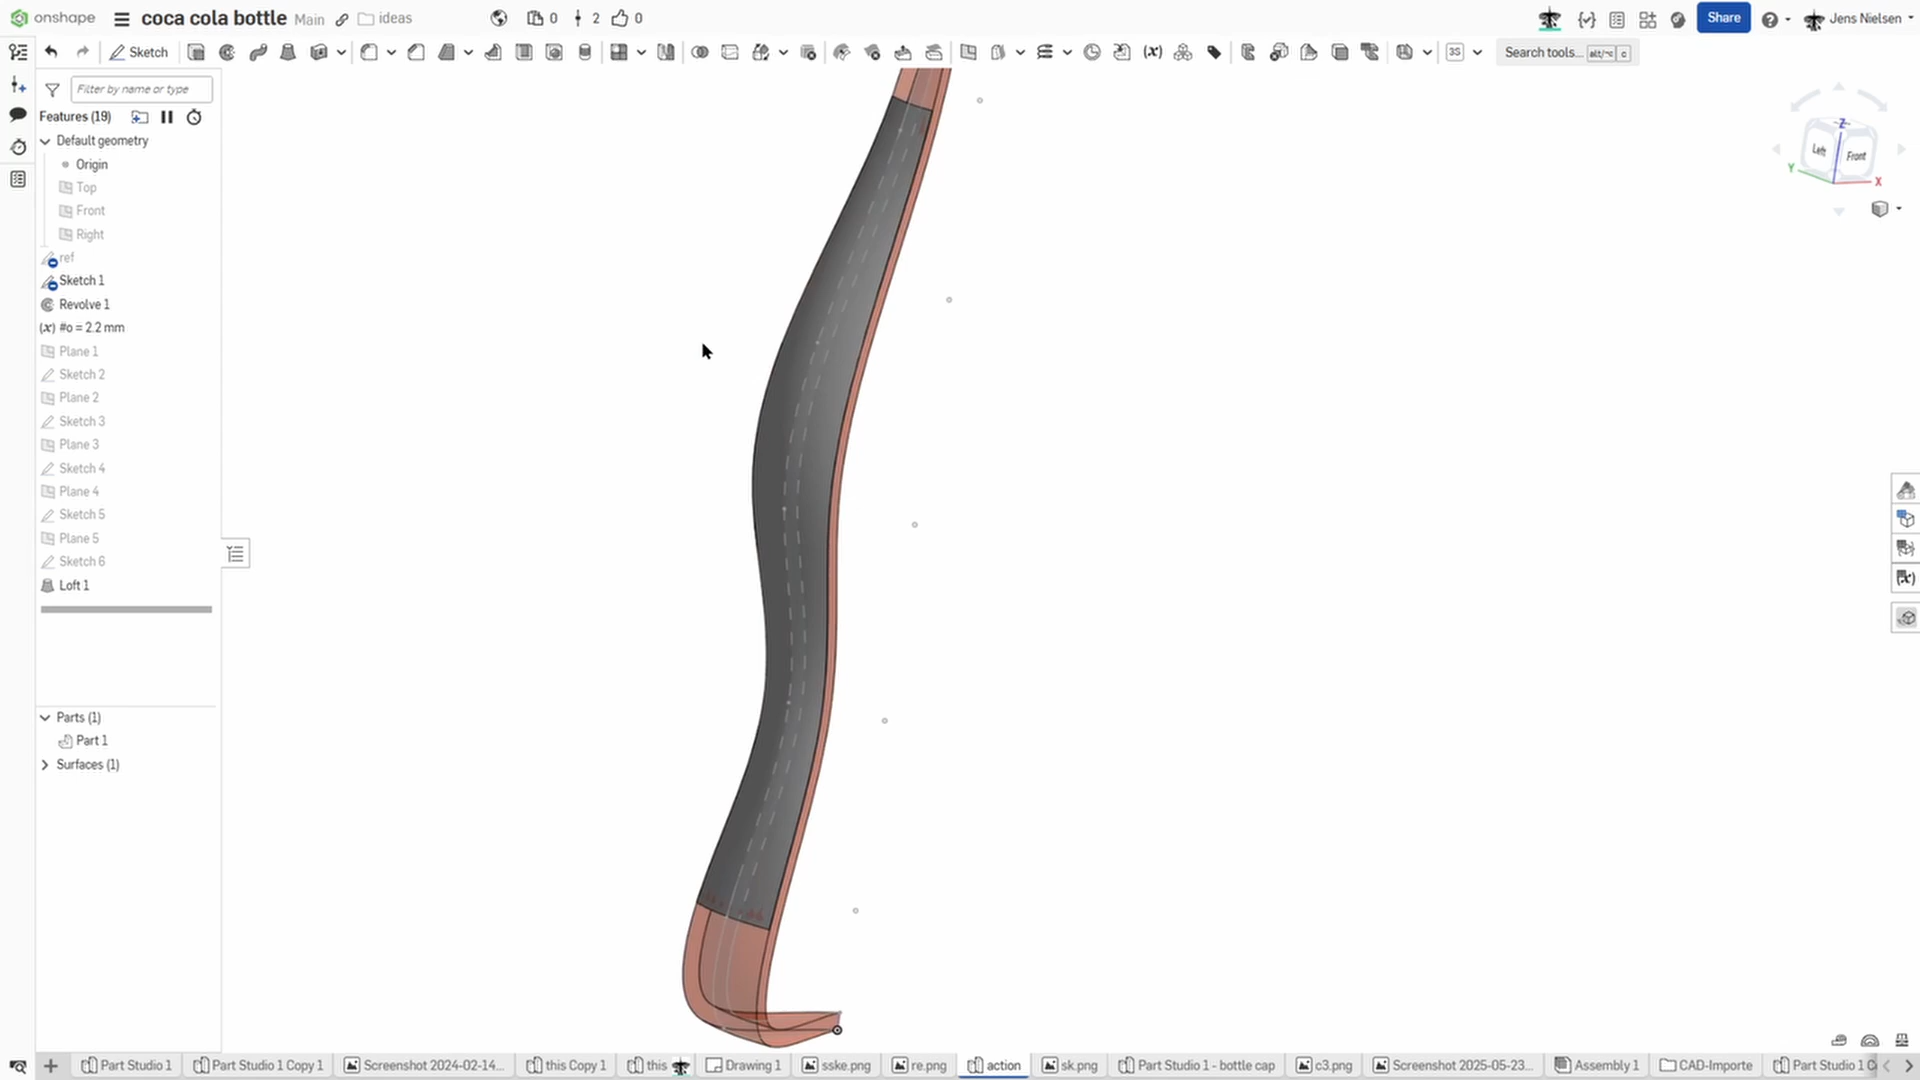 onshape
coca cola bottle
Main
ideas
0
2
0
Share
Jens Nielsen
Sketch
(x)
3S
Search tools...
alt/⌥
c
Filter by name or type
Features (19)
Default geometry
Origin
Top
Front
Right
ref
Sketch 1
Revolve 1
(x) #o = 2.2 mm
Plane 1
Sketch 2
Plane 2
Sketch 3
Plane 3
Sketch 4
Plane 4
Sketch 5
Plane 5
Sketch 6
Loft 1
Parts (1)
Part 1
Surfaces (1)
Z
Left
Front
Y
X
(x)
Part Studio 1
Part Studio 1 Copy 1
Screenshot 2024-02-14...
this Copy 1
this
Drawing 1
sske.png
re.png
action
sk.png
Part Studio 1 - bottle cap
c3.png
Screenshot 2025-05-23...
Assembly 1
CAD-Importe
Part Studio 1